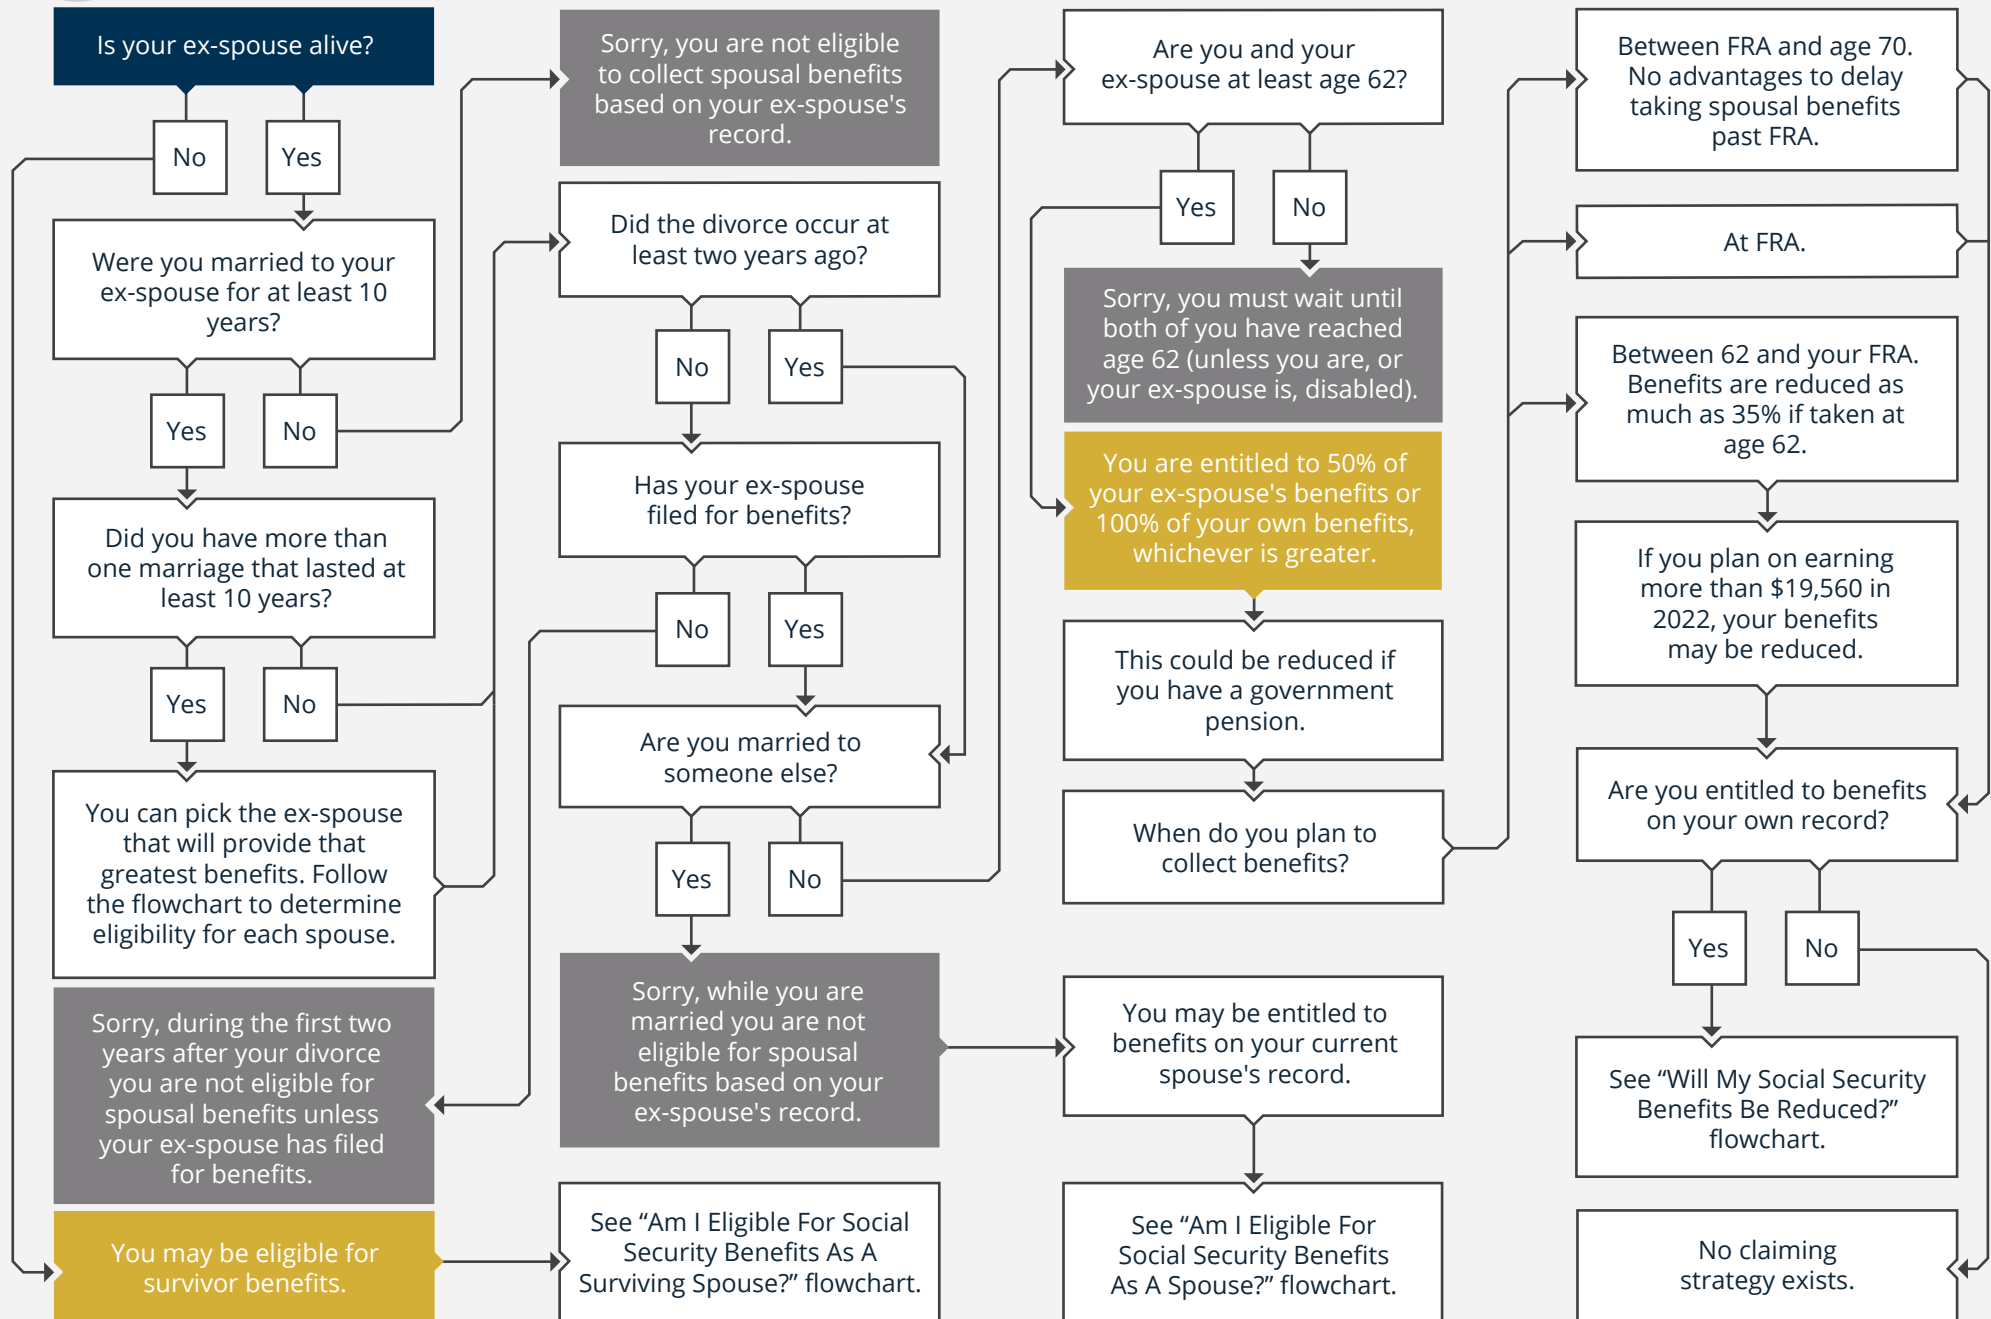 Is your ex-spouse alive?
No
Yes
Were you married to your
ex-spouse for at least 10
years?
Yes
No
Did you have more than
one marriage that lasted at
least 10 years?
Yes
No
You can pick the ex-spouse
that will provide that
greatest benefits. Follow
the flowchart to determine
eligibility for each spouse.
Sorry, during the first two
years after your divorce
you are not eligible for
spousal benefits unless
your ex-spouse has filed
for benefits.
You may be eligible for
survivor benefits.
Sorry, you are not eligible
to collect spousal benefits
based on your ex-spouse's
record.
Did the divorce occur at
least two years ago?
No
Yes
Has your ex-spouse
filed for benefits?
No
Yes
Are you married to
someone else?
Yes
No
Sorry, while you are
married you are not
eligible for spousal
benefits based on your
ex-spouse's record.
See “Am I Eligible For Social
Security Benefits As A
Surviving Spouse?” flowchart.
Are you and your
ex-spouse at least age 62?
Yes
No
Sorry, you must wait until
both of you have reached
age 62 (unless you are, or
your ex-spouse is, disabled).
You are entitled to 50% of
your ex-spouse's benefits or
100% of your own benefits,
whichever is greater.
This could be reduced if
you have a government
pension.
When do you plan to
collect benefits?
You may be entitled to
benefits on your current
spouse's record.
See “Am I Eligible For
Social Security Benefits
As A Spouse?” flowchart.
Between FRA and age 70.
No advantages to delay
taking spousal benefits
past FRA.
At FRA.
Between 62 and your FRA.
Benefits are reduced as
much as 35% if taken at
age 62.
If you plan on earning
more than $19,560 in
2022, your benefits
may be reduced.
Are you entitled to benefits
on your own record?
Yes
No
See “Will My Social Security
Benefits Be Reduced?”
flowchart.
No claiming
strategy exists.